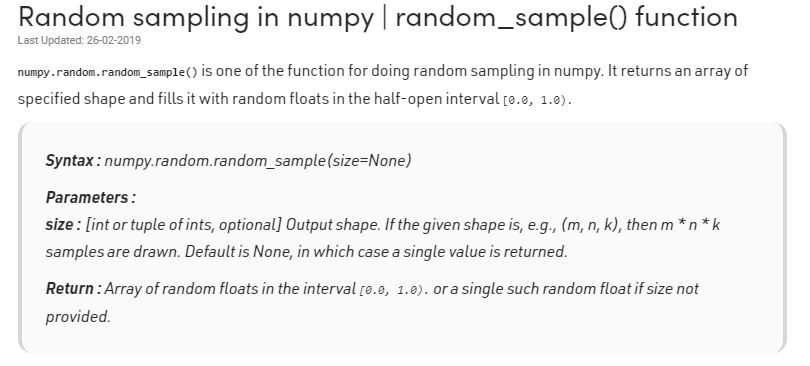 Random sampling in numpy | random_sample() function
Last Updated: 26-02-2019
numpy.random.random_sample() is one of the function for doing random sampling in numpy. It returns an array of
specified shape and fills it with random floats in the half-open interval [0.0, 1.0).
Syntax : numpy.random.random_sample(size=None)
Parameters :
size : [int or tuple of ints, optional] Output shape. If the given shape is, e.g., (m, n, k), then m * n * k
samples are drawn. Default is None, in which case a single value is returned.
Return : Array of random floats in the interval [0.0, 1.0). or a single such random float if size not
provided.